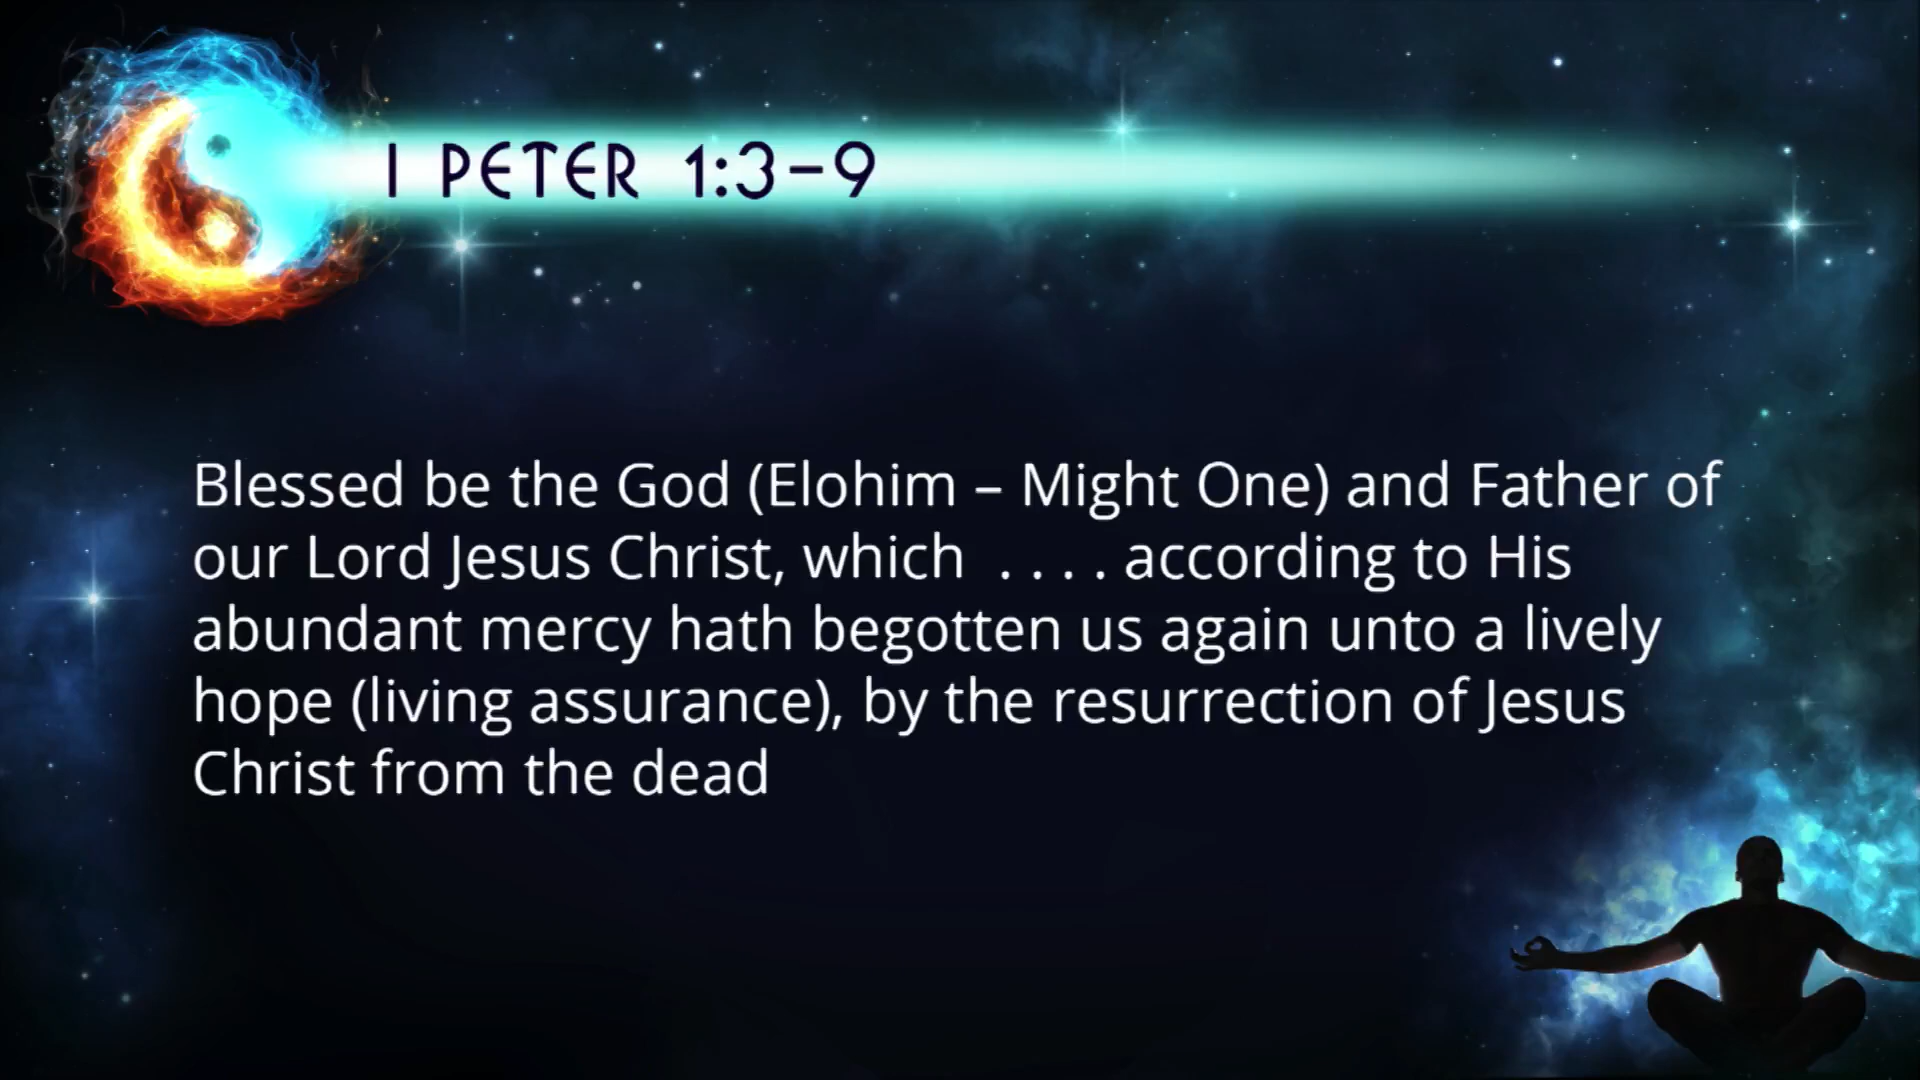 I PETER 1:3–9
Blessed be the God (Elohim – Might One) and Father of
our Lord Jesus Christ, which  . . . . according to His
abundant mercy hath begotten us again unto a lively
hope (living assurance), by the resurrection of Jesus
Christ from the dead